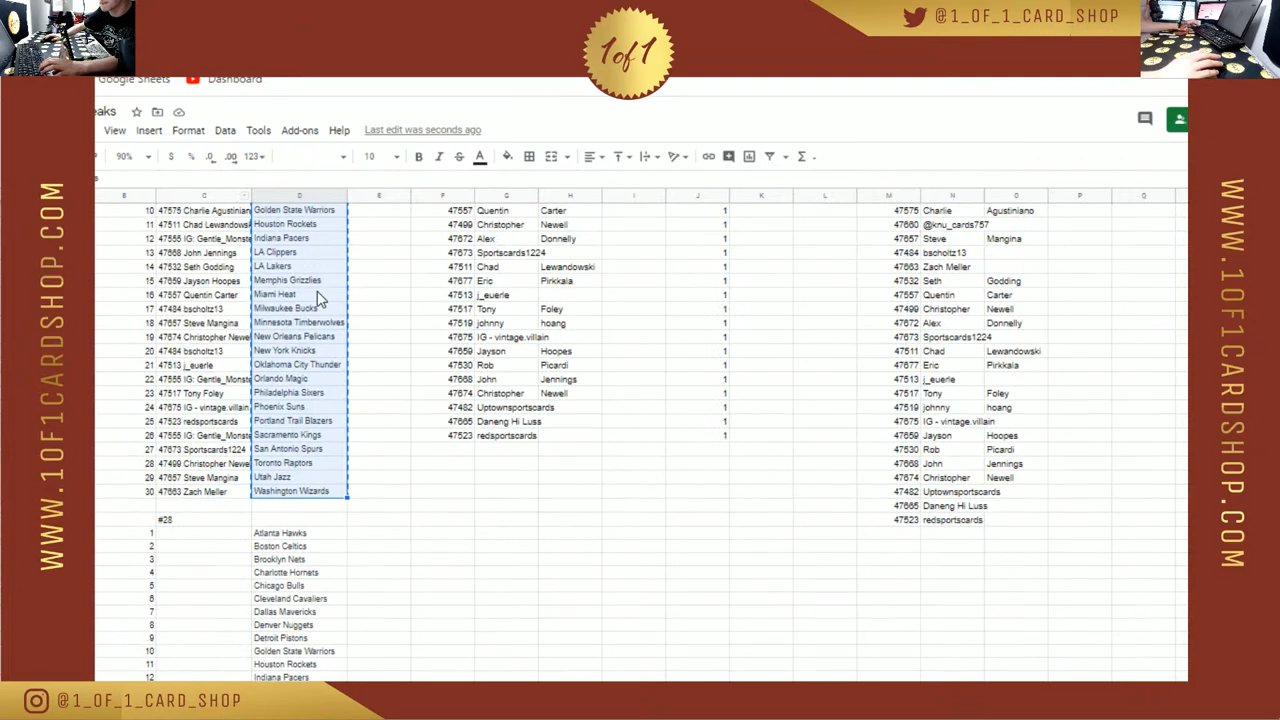 @1_OF_1_CARD_SHOP
1of1
Google Sheets Dashboard
eaks
View Insert Format Data Tools Add-ons Help Last edit was seconds ago
90% $ % .0 .00 123 10 B I S A
B C D E F G H I J K L M N O P Q
10 47575 Charlie Agustinian Golden State Warriors 47557 Quentin Carter 1 47575 Charlie Agustiniano
11 47511 Chad Lewandows Houston Rockets 47499 Christopher Newell 1 47660 @knu_cards757
12 47555 IG: Gentle_Monste Indiana Pacers 47672 Alex Donnelly 1 47657 Steve Mangina
13 47668 John Jennings LA Clippers 47673 Sportscards1224 1 47484 bscholtz13
14 47532 Seth Godding LA Lakers 47511 Chad Lewandowski 1 47663 Zach Meller
15 47659 Jayson Hoopes Memphis Grizzlies 47677 Eric Pirkkala 1 47532 Seth Godding
16 47557 Quentin Carter Miami Heat 47513 j_euerle 1 47557 Quentin Carter
17 47484 bscholtz13 Milwaukee Bucks 47517 Tony Foley 1 47499 Christopher Newell
18 47657 Steve Mangina Minnesota Timberwolves 47519 johnny hoang 1 47672 Alex Donnelly
19 47674 Christopher Newe New Orleans Pelicans 47675 IG - vintage.villain 1 47673 Sportscards1224
20 47484 bscholtz13 New York Knicks 47659 Jayson Hoopes 1 47511 Chad Lewandowski
21 47513 j_euerle Oklahoma City Thunder 47530 Rob Picardi 1 47677 Eric Pirkkala
22 47555 IG: Gentle_Monste Orlando Magic 47668 John Jennings 1 47513 j_euerle
23 47517 Tony Foley Philadelphia Sixers 47674 Christopher Newell 1 47517 Tony Foley
24 47675 IG - vintage.villain Phoenix Suns 47482 Uptownsportscards 1 47519 johnny hoang
25 47523 redsportscards Portland Trail Blazers 47665 Daneng Hi Luss 1 47675 IG - vintage.villain
26 47555 IG: Gentle_Monste Sacramento Kings 47523 redsportscards 1 47659 Jayson Hoopes
27 47673 Sportscards1224 San Antonio Spurs 47530 Rob Picardi
28 47499 Christopher Newe Toronto Raptors 47668 John Jennings
29 47657 Steve Mangina Utah Jazz 47674 Christopher Newell
30 47663 Zach Meller Washington Wizards 47482 Uptownsportscards
47665 Daneng Hi Luss
#28 47523 redsportscards
1 Atlanta Hawks
2 Boston Celtics
3 Brooklyn Nets
4 Charlotte Hornets
5 Chicago Bulls
6 Cleveland Cavaliers
7 Dallas Mavericks
8 Denver Nuggets
9 Detroit Pistons
10 Golden State Warriors
11 Houston Rockets
12 Indiana Pacers
WWW.1OF1CARDSHOP.COM
WWW.1OF1CARDSHOP.COM
@1_OF_1_CARD_SHOP